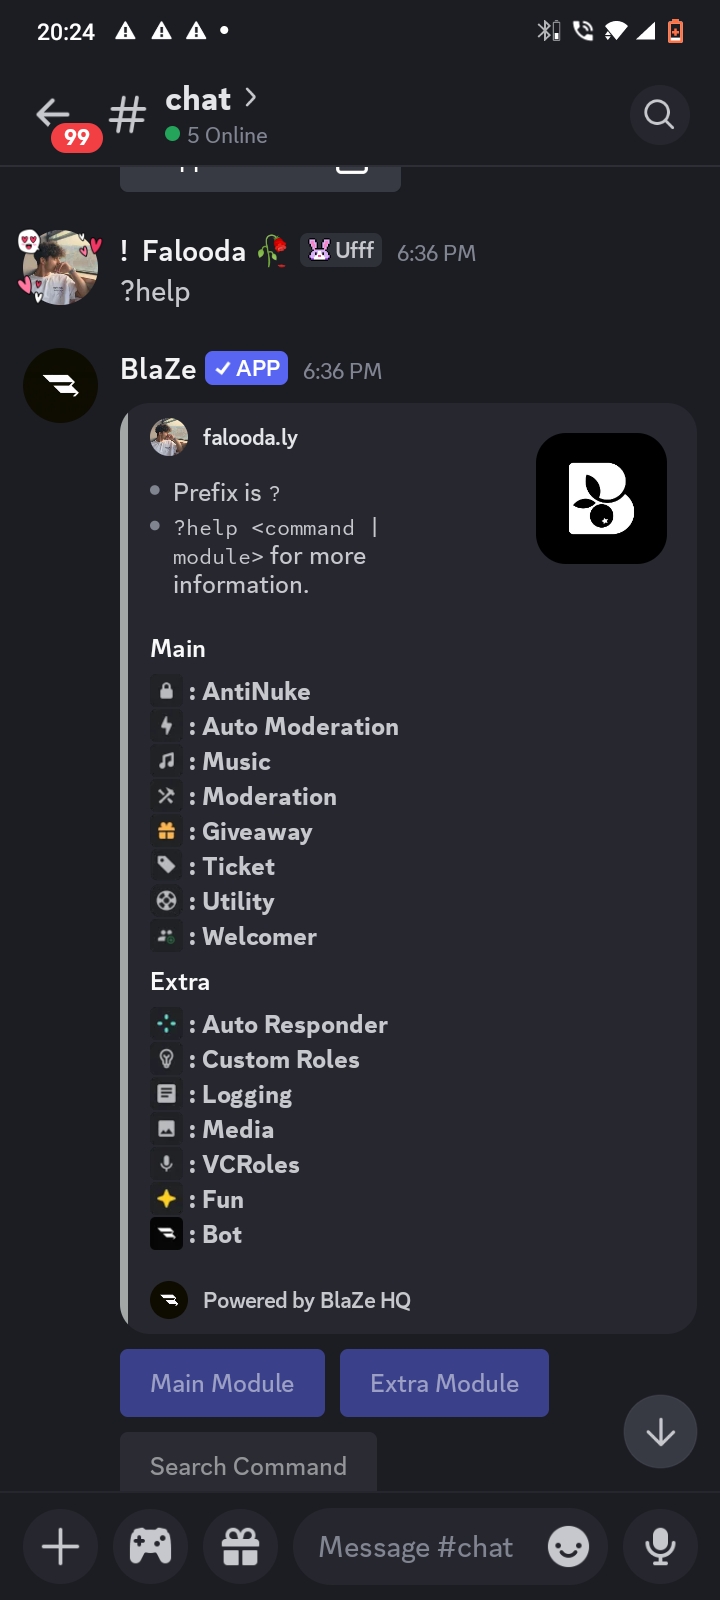 20:24
chat
99
5 Online
! Falooda Ufff 6:36 PM
?help
BlaZe APP 6:36 PM
falooda.ly
Prefix is ?
?help <command |
module> for more
information.
Main
: AntiNuke
: Auto Moderation
: Music
: Moderation
: Giveaway
: Ticket
: Utility
: Welcomer
Extra
: Auto Responder
: Custom Roles
: Logging
: Media
: VCRoles
: Fun
: Bot
Powered by BlaZe HQ
Main Module Extra Module
Search Command
Message #chat